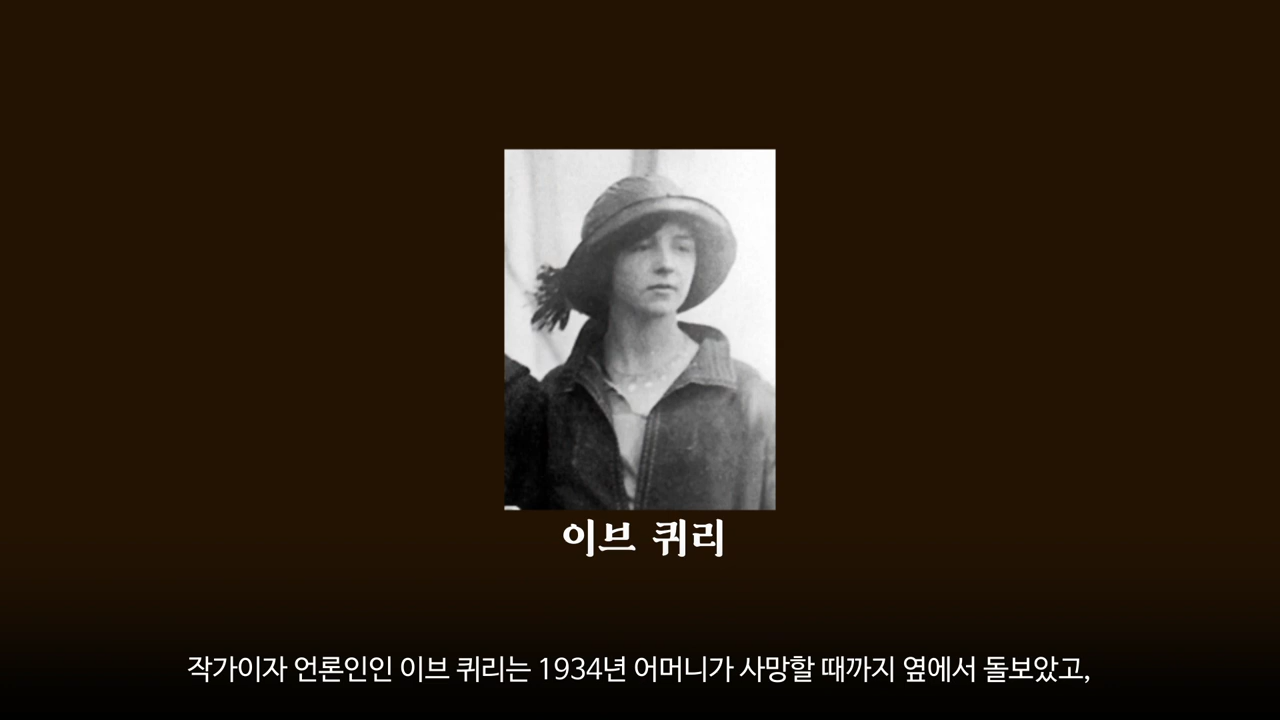 이브 퀴리
작가이자 언론인인 이브 퀴리는 1934년 어머니가 사망할 때까지 옆에서 돌보았고,